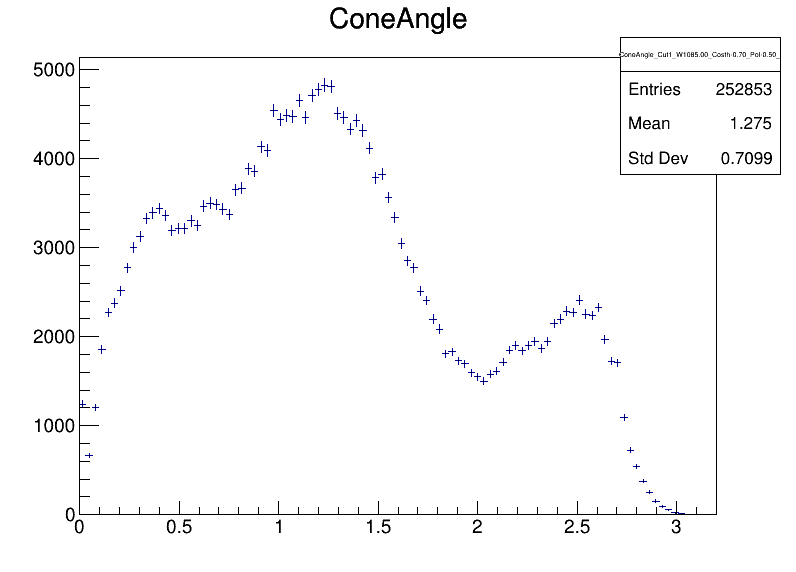 ConeAngle
ConeAngle_Cut1_W1085.00_Costh-0.70_Pol-0.50_
Entries 252853
Mean 1.275
Std Dev 0.7099
5000
4000
3000
2000
1000
0
0 0.5 1 1.5 2 2.5 3